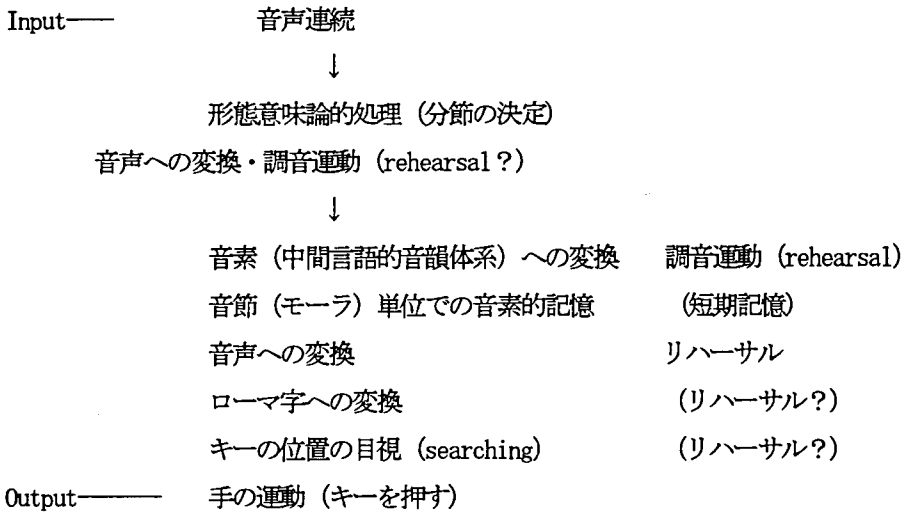 Input―― 音声連続
↓
形態意味論的処理（分節の決定）
音声への変換・調音運動（rehearsal？）
↓
音素（中間言語的音韻体系）への変換 調音運動（rehearsal）
音節（モーラ）単位での音素的記憶 （短期記憶）
音声への変換 リハーサル
ローマ字への変換 （リハーサル？）
キーの位置の目視（searching） （リハーサル？）
Output――― 手の運動（キーを押す）